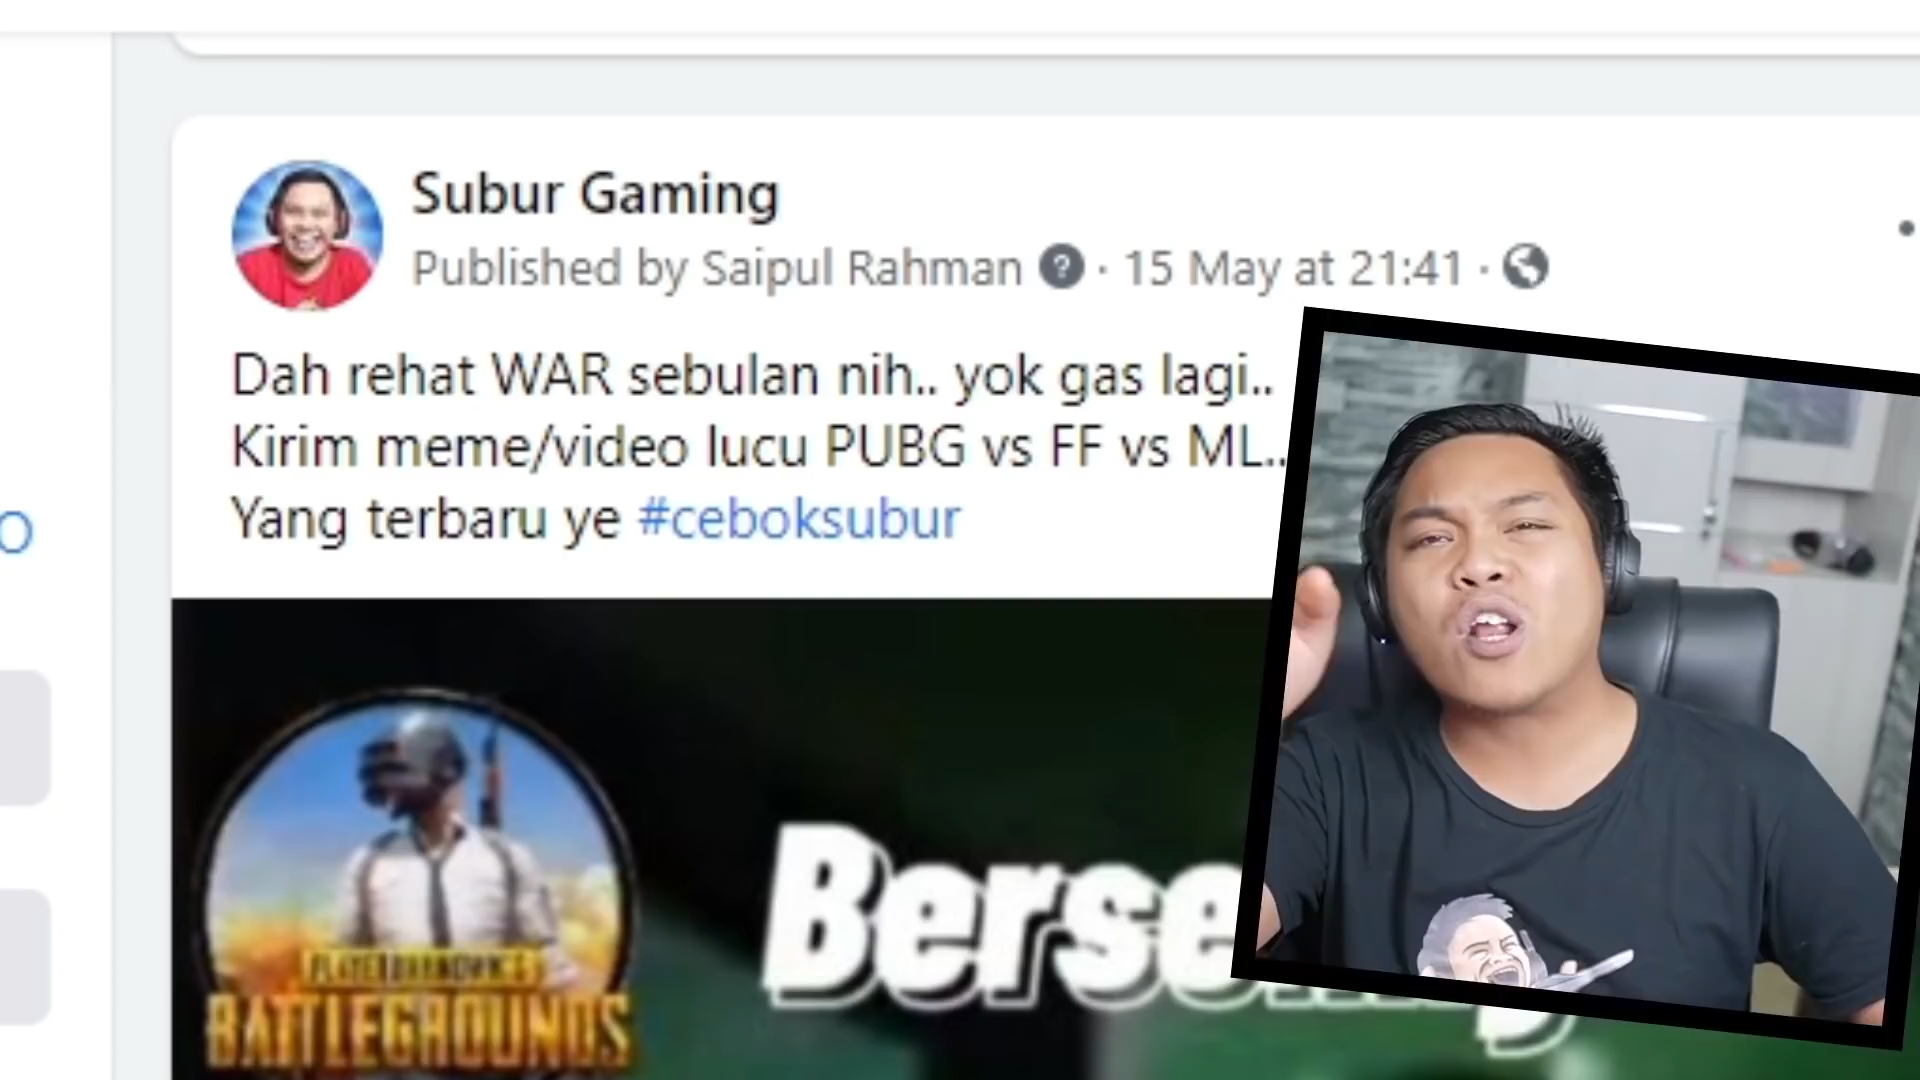 Subur Gaming
Published by Saipul Rahman ? · 15 May at 21:41 ·
Dah rehat WAR sebulan nih.. yok gas lagi..
Kirim meme/video lucu PUBG vs FF vs ML..
Yang terbaru ye #ceboksubur
PLAYERUNKNOWN'S
BATTLEGROUNDS